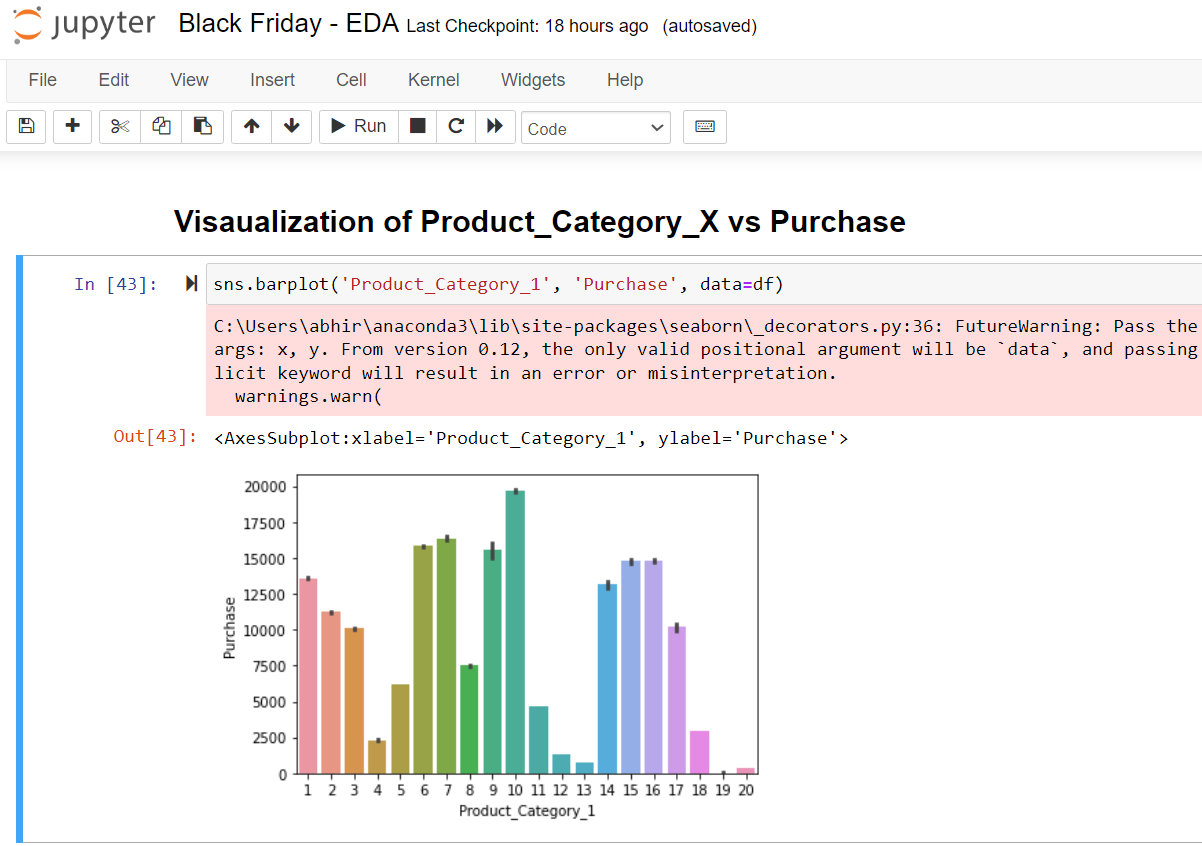 jupyter Black Friday - EDA Last Checkpoint: 18 hours ago (autosaved)
File Edit View Insert Cell Kernel Widgets Help
Run Code
Visaualization of Product_Category_X vs Purchase
In [43]: sns.barplot('Product_Category_1', 'Purchase', data=df)
C:\Users\abhir\anaconda3\lib\site-packages\seaborn\_decorators.py:36: FutureWarning: Pass the
args: x, y. From version 0.12, the only valid positional argument will be `data`, and passing
licit keyword will result in an error or misinterpretation.
warnings.warn(
Out[43]: <AxesSubplot:xlabel='Product_Category_1', ylabel='Purchase'>
20000
17500
15000
12500
10000
7500
5000
2500
0
Purchase
1 2 3 4 5 6 7 8 9 10 11 12 13 14 15 16 17 18 19 20
Product_Category_1